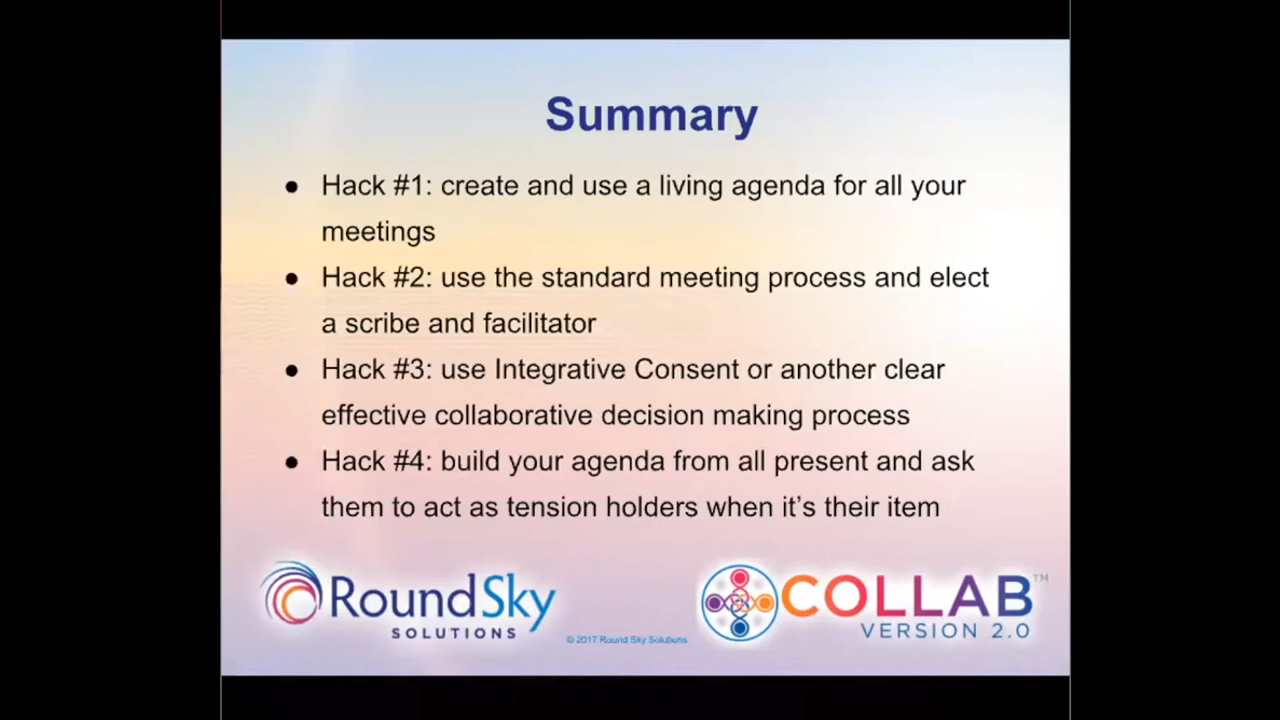 Summary
● Hack #1: create and use a living agenda for all your
meetings
● Hack #2: use the standard meeting process and elect
a scribe and facilitator
● Hack #3: use Integrative Consent or another clear
effective collaborative decision making process
● Hack #4: build your agenda from all present and ask
them to act as tension holders when it's their item
RoundSky
SOLUTIONS
© 2017 Round Sky Solutions
COLLAB™
VERSION 2.0